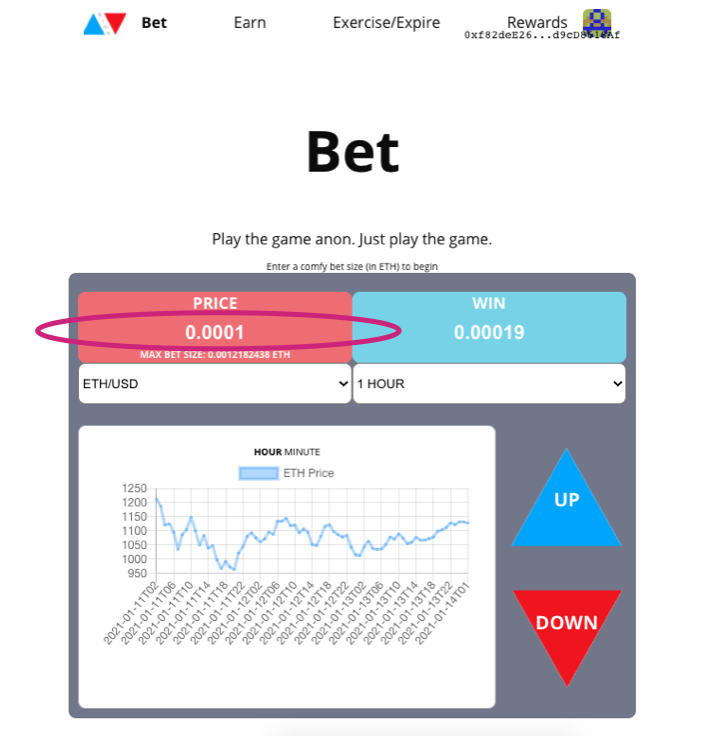 Bet Earn Exercise/Expire Rewards
0xf82deE26...d9cD8616Af
Bet
Play the game anon. Just play the game.
Enter a comfy bet size (in ETH) to begin
PRICE WIN
0.0001 0.00019
MAX BET SIZE: 0.0012182438 ETH
ETH/USD 1 HOUR
HOUR MINUTE
ETH Price
1250
1200
1150
1100
1050
1000
950
2021-01-11T02
2021-01-11T06
2021-01-11T10
2021-01-11T14
2021-01-11T18
2021-01-11T22
2021-01-12T02
2021-01-12T06
2021-01-12T10
2021-01-12T14
2021-01-12T18
2021-01-12T22
2021-01-13T02
2021-01-13T06
2021-01-13T10
2021-01-13T14
2021-01-13T18
2021-01-13T22
2021-01-14T01
UP
DOWN